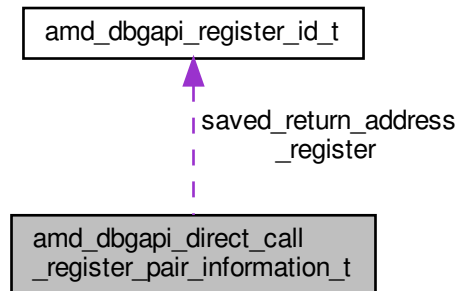 amd_dbgapi_register_id_t
saved_return_address
_register
amd_dbgapi_direct_call
_register_pair_information_t